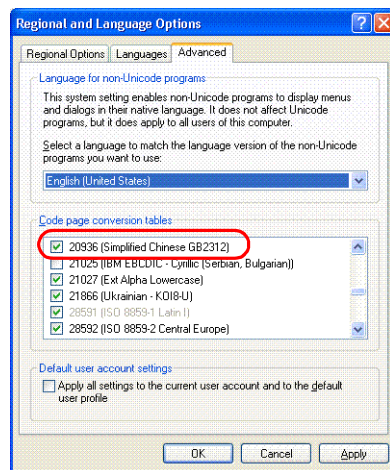 Regional and Language Options
Regional Options
Languages
Advanced
Language for non-Unicode programs
This system setting enables non-Unicode programs to display menus
and dialogs in their native language. It does not affect Unicode
programs, but it does apply to all users of this computer.
Select a language to match the language version of the non-Unicode
programs you want to use:
English (United States)
Code page conversion tables
20936 (Simplified Chinese GB2312)
21025 (IBM EBCDIC - Cyrillic (Serbian, Bulgarian))
21027 (Ext Alpha Lowercase)
21866 (Ukrainian - KOI8-U)
28591 (ISO 8859-1 Latin I)
28592 (ISO 8859-2 Central Europe)
Default user account settings
Apply all settings to the current user account and to the default
user profile
OK
Cancel
Apply